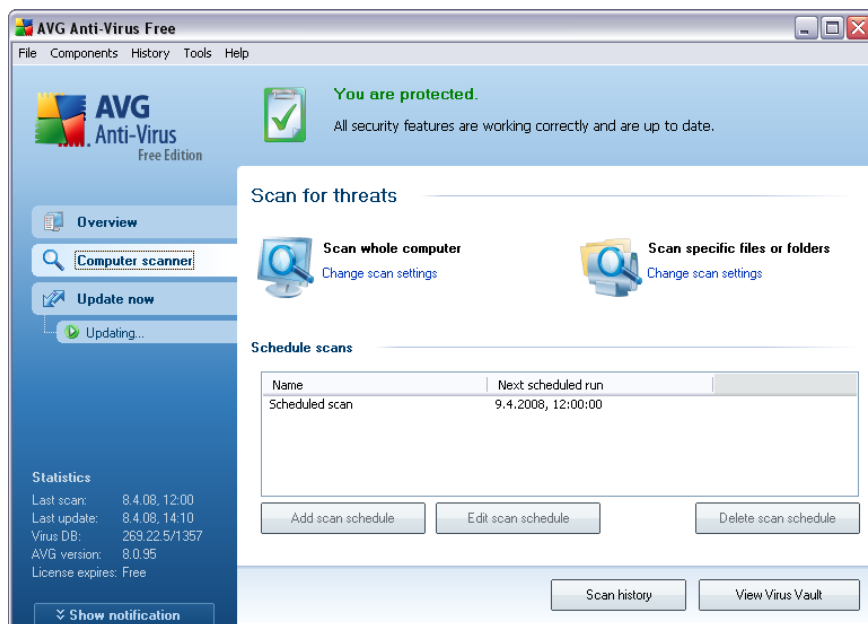 AVG Anti-Virus Free
File Components History Tools Help
AVG
Anti-Virus
Free Edition
You are protected.
All security features are working correctly and are up to date.
Overview
Computer scanner
Update now
Updating...
Scan for threats
Scan whole computer
Change scan settings
Scan specific files or folders
Change scan settings
Schedule scans
Name Next scheduled run
Scheduled scan 9.4.2008, 12:00:00
Add scan schedule Edit scan schedule Delete scan schedule
Statistics
Last scan: 8.4.08, 12:00
Last update: 8.4.08, 14:10
Virus DB: 269.22.5/1357
AVG version: 8.0.95
License expires: Free
Show notification
Scan history View Virus Vault